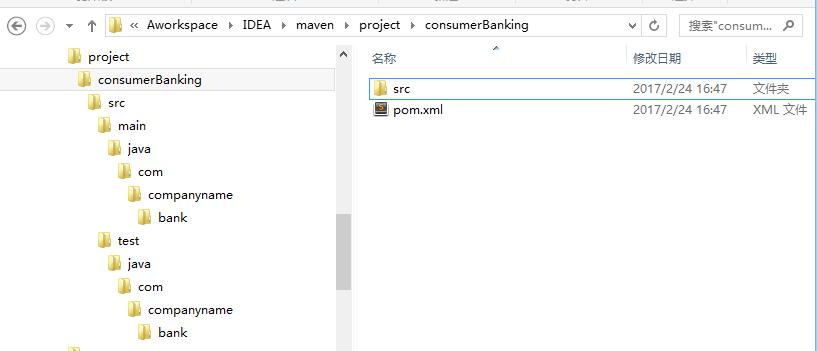 « Aworkspace ▸ IDEA ▸ maven ▸ project ▸ consumerBanking
搜索"consum...
project
consumerBanking
src
main
java
com
companyname
bank
test
java
com
companyname
bank
名称 修改日期 类型
src 2017/2/24 16:47 文件夹
pom.xml 2017/2/24 16:47 XML 文件